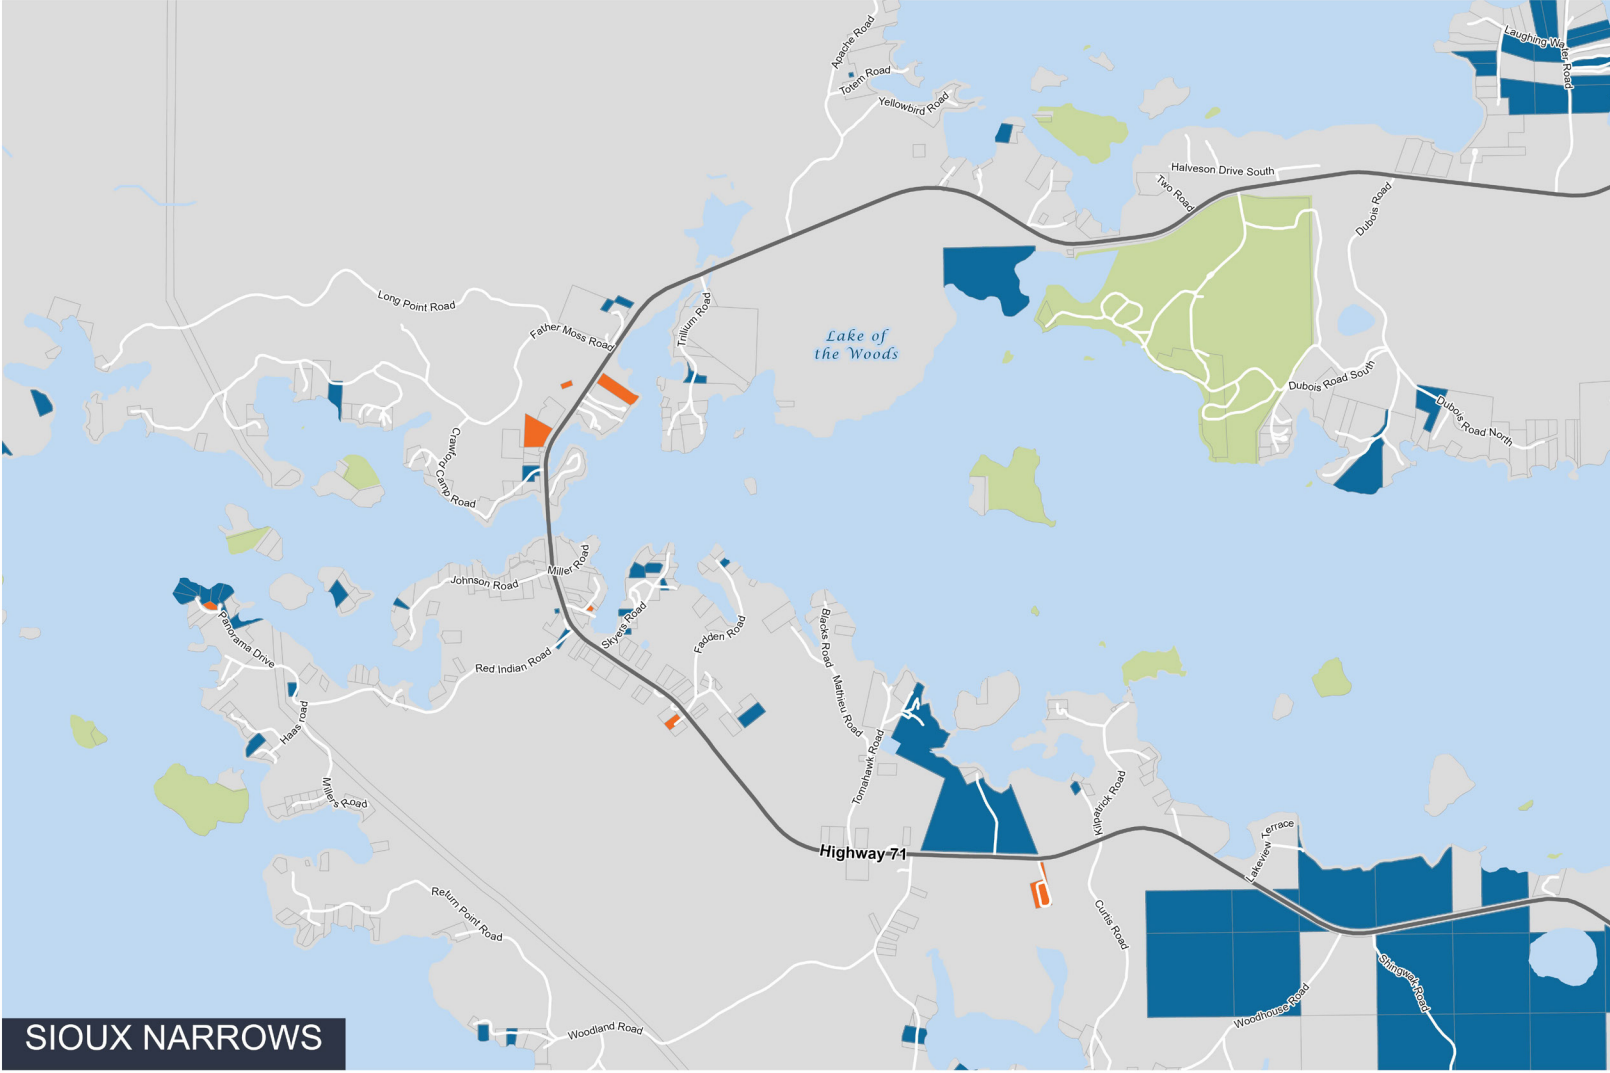 Apache Road
Totem Road
Yellowbird Road
Laughing Water Road
Halveson Drive South
Two Road
Dubois Road
Long Point Road
Father Moss Road
Trillium Road
Lake of
the Woods
Dubois Road South
Dubois Road North
Crawford Camp Road
Miller Road
Johnson Road
Skyers Road
Fadden Road
Blacks Road
Panorama Drive
Red Indian Road
Mathieu Road
Haas road
Tomahawk Road
Millers Road
Kilpatrick Road
Lakeview Terrace
Highway 71
Return Point Road
Curtis Road
Shingwak Road
Woodhouse Road
Woodland Road
SIOUX NARROWS